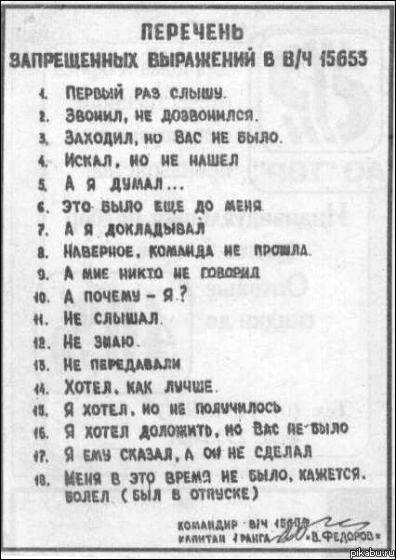 ПЕРЕЧЕНЬ
ЗАПРЕЩЕННЫХ ВЫРАЖЕНИЙ В В/Ч 15653
1. ПЕРВЫЙ РАЗ СЛЫШУ.
2. ЗВОНИЛ, НЕ ДОЗВОНИЛСЯ.
3. ЗАХОДИЛ, НО ВАС НЕ БЫЛО.
4. ИСКАЛ, НО НЕ НАШЕЛ
5. А Я ДУМАЛ...
6. ЭТО БЫЛО ЕЩЕ ДО МЕНЯ
7. А Я ДОКЛАДЫВАЛ
8. НАВЕРНОЕ, КОМАНДА НЕ ПРОШЛА.
9. А МНЕ НИКТО НЕ ГОВОРИЛ
10. А ПОЧЕМУ - Я?
11. НЕ СЛЫШАЛ.
12. НЕ ЗНАЮ.
13. НЕ ПЕРЕДАВАЛИ
14. ХОТЕЛ, КАК ЛУЧШЕ.
15. Я ХОТЕЛ, НО НЕ ПОЛУЧИЛОСЬ
16. Я ХОТЕЛ ДОЛОЖИТЬ, НО ВАС НЕ БЫЛО
17. Я ЕМУ СКАЗАЛ, А ОН НЕ СДЕЛАЛ
18. МЕНЯ В ЭТО ВРЕМЯ НЕ БЫЛО, КАЖЕТСЯ.
БОЛЕЛ (БЫЛ В ОТПУСКЕ)
КОМАНДИР В/Ч
КАПИТАН 1 РАНГА В.ФЕДОРОВ
pikabu.ru